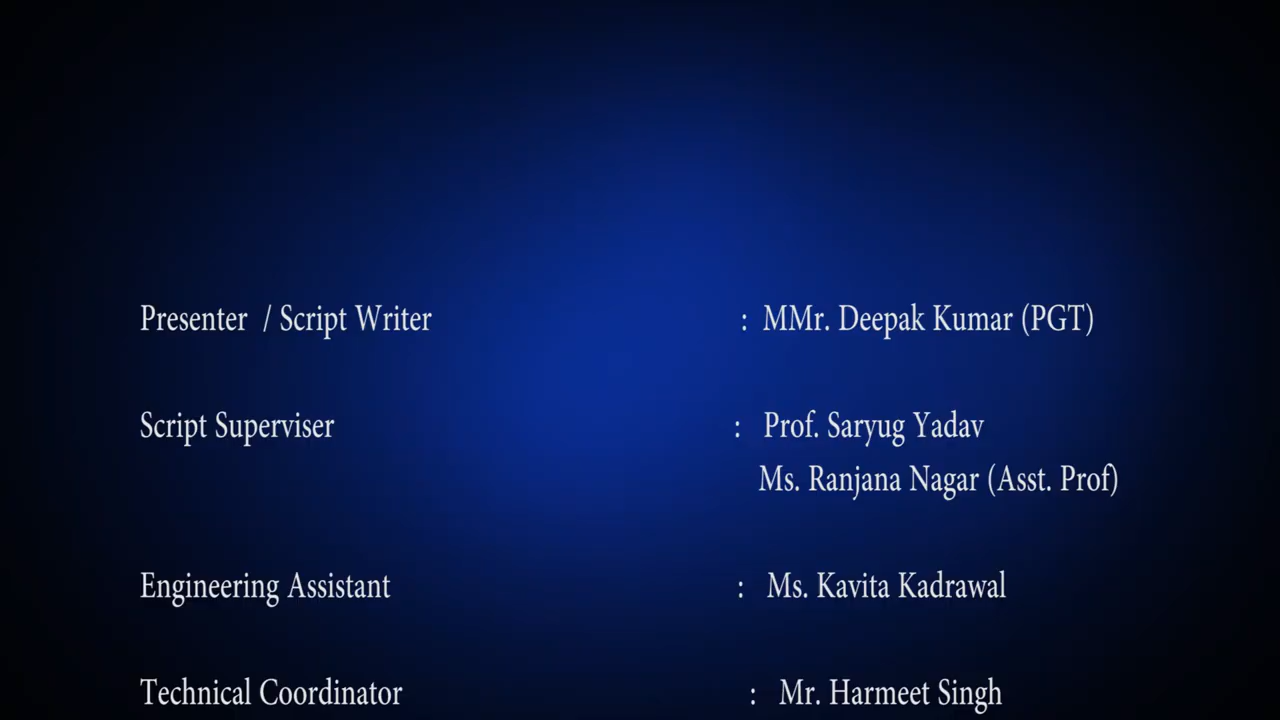 Presenter / Script Writer : MMr. Deepak Kumar (PGT)
Script Superviser : Prof. Saryug Yadav
Ms. Ranjana Nagar (Asst. Prof)
Engineering Assistant : Ms. Kavita Kadrawal
Technical Coordinator : Mr. Harmeet Singh